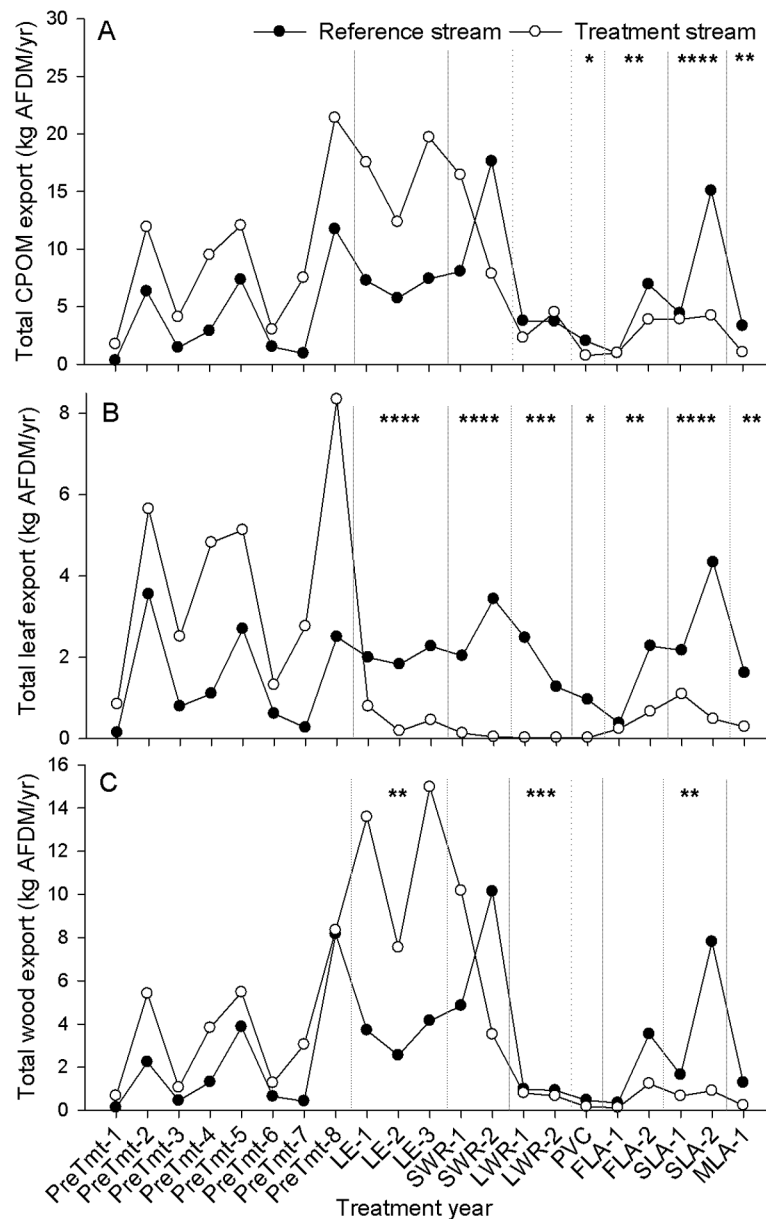 A
Reference stream
Treatment stream
Total CPOM export (kg AFDM/yr)
30
25
20
15
10
5
0
* ** **** **
B
Total leaf export (kg AFDM/yr)
8
6
4
2
0
**** **** *** * ** **** **
C
Total wood export (kg AFDM/yr)
16
14
12
10
8
6
4
2
0
** *** **
PreTmt-1
PreTmt-2
PreTmt-3
PreTmt-4
PreTmt-5
PreTmt-6
PreTmt-7
PreTmt-8
LE-1
LE-2
LE-3
SWR-1
SWR-2
LWR-1
LWR-2
PVC
FLA-1
FLA-2
SLA-1
SLA-2
MLA-1
Treatment year